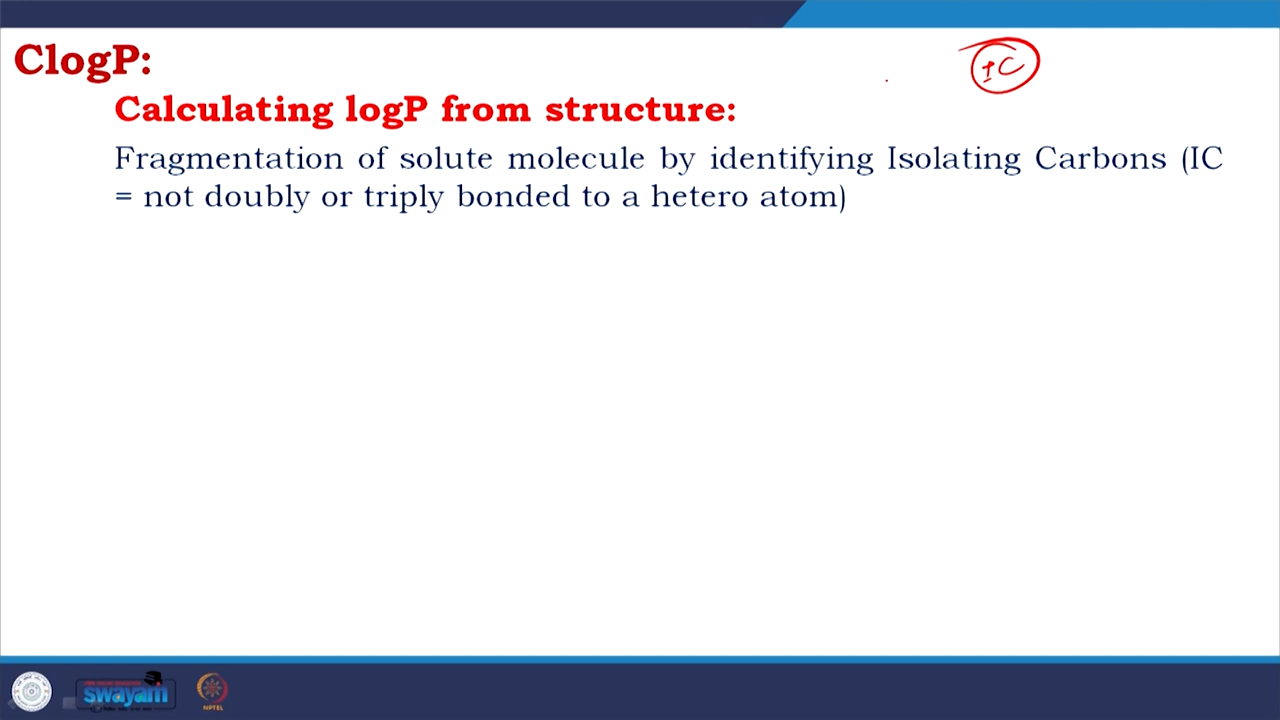 ClogP:
IC
Calculating logP from structure:
Fragmentation of solute molecule by identifying Isolating Carbons (IC
= not doubly or triply bonded to a hetero atom)
swayam
NPTEL